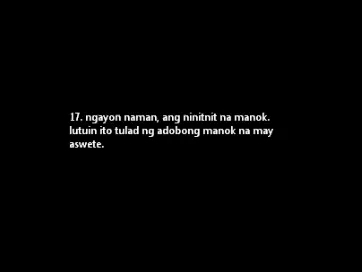 17. ngayon naman, ang ninitnit na manok.
lutuin ito tulad ng adobong manok na may
aswete.